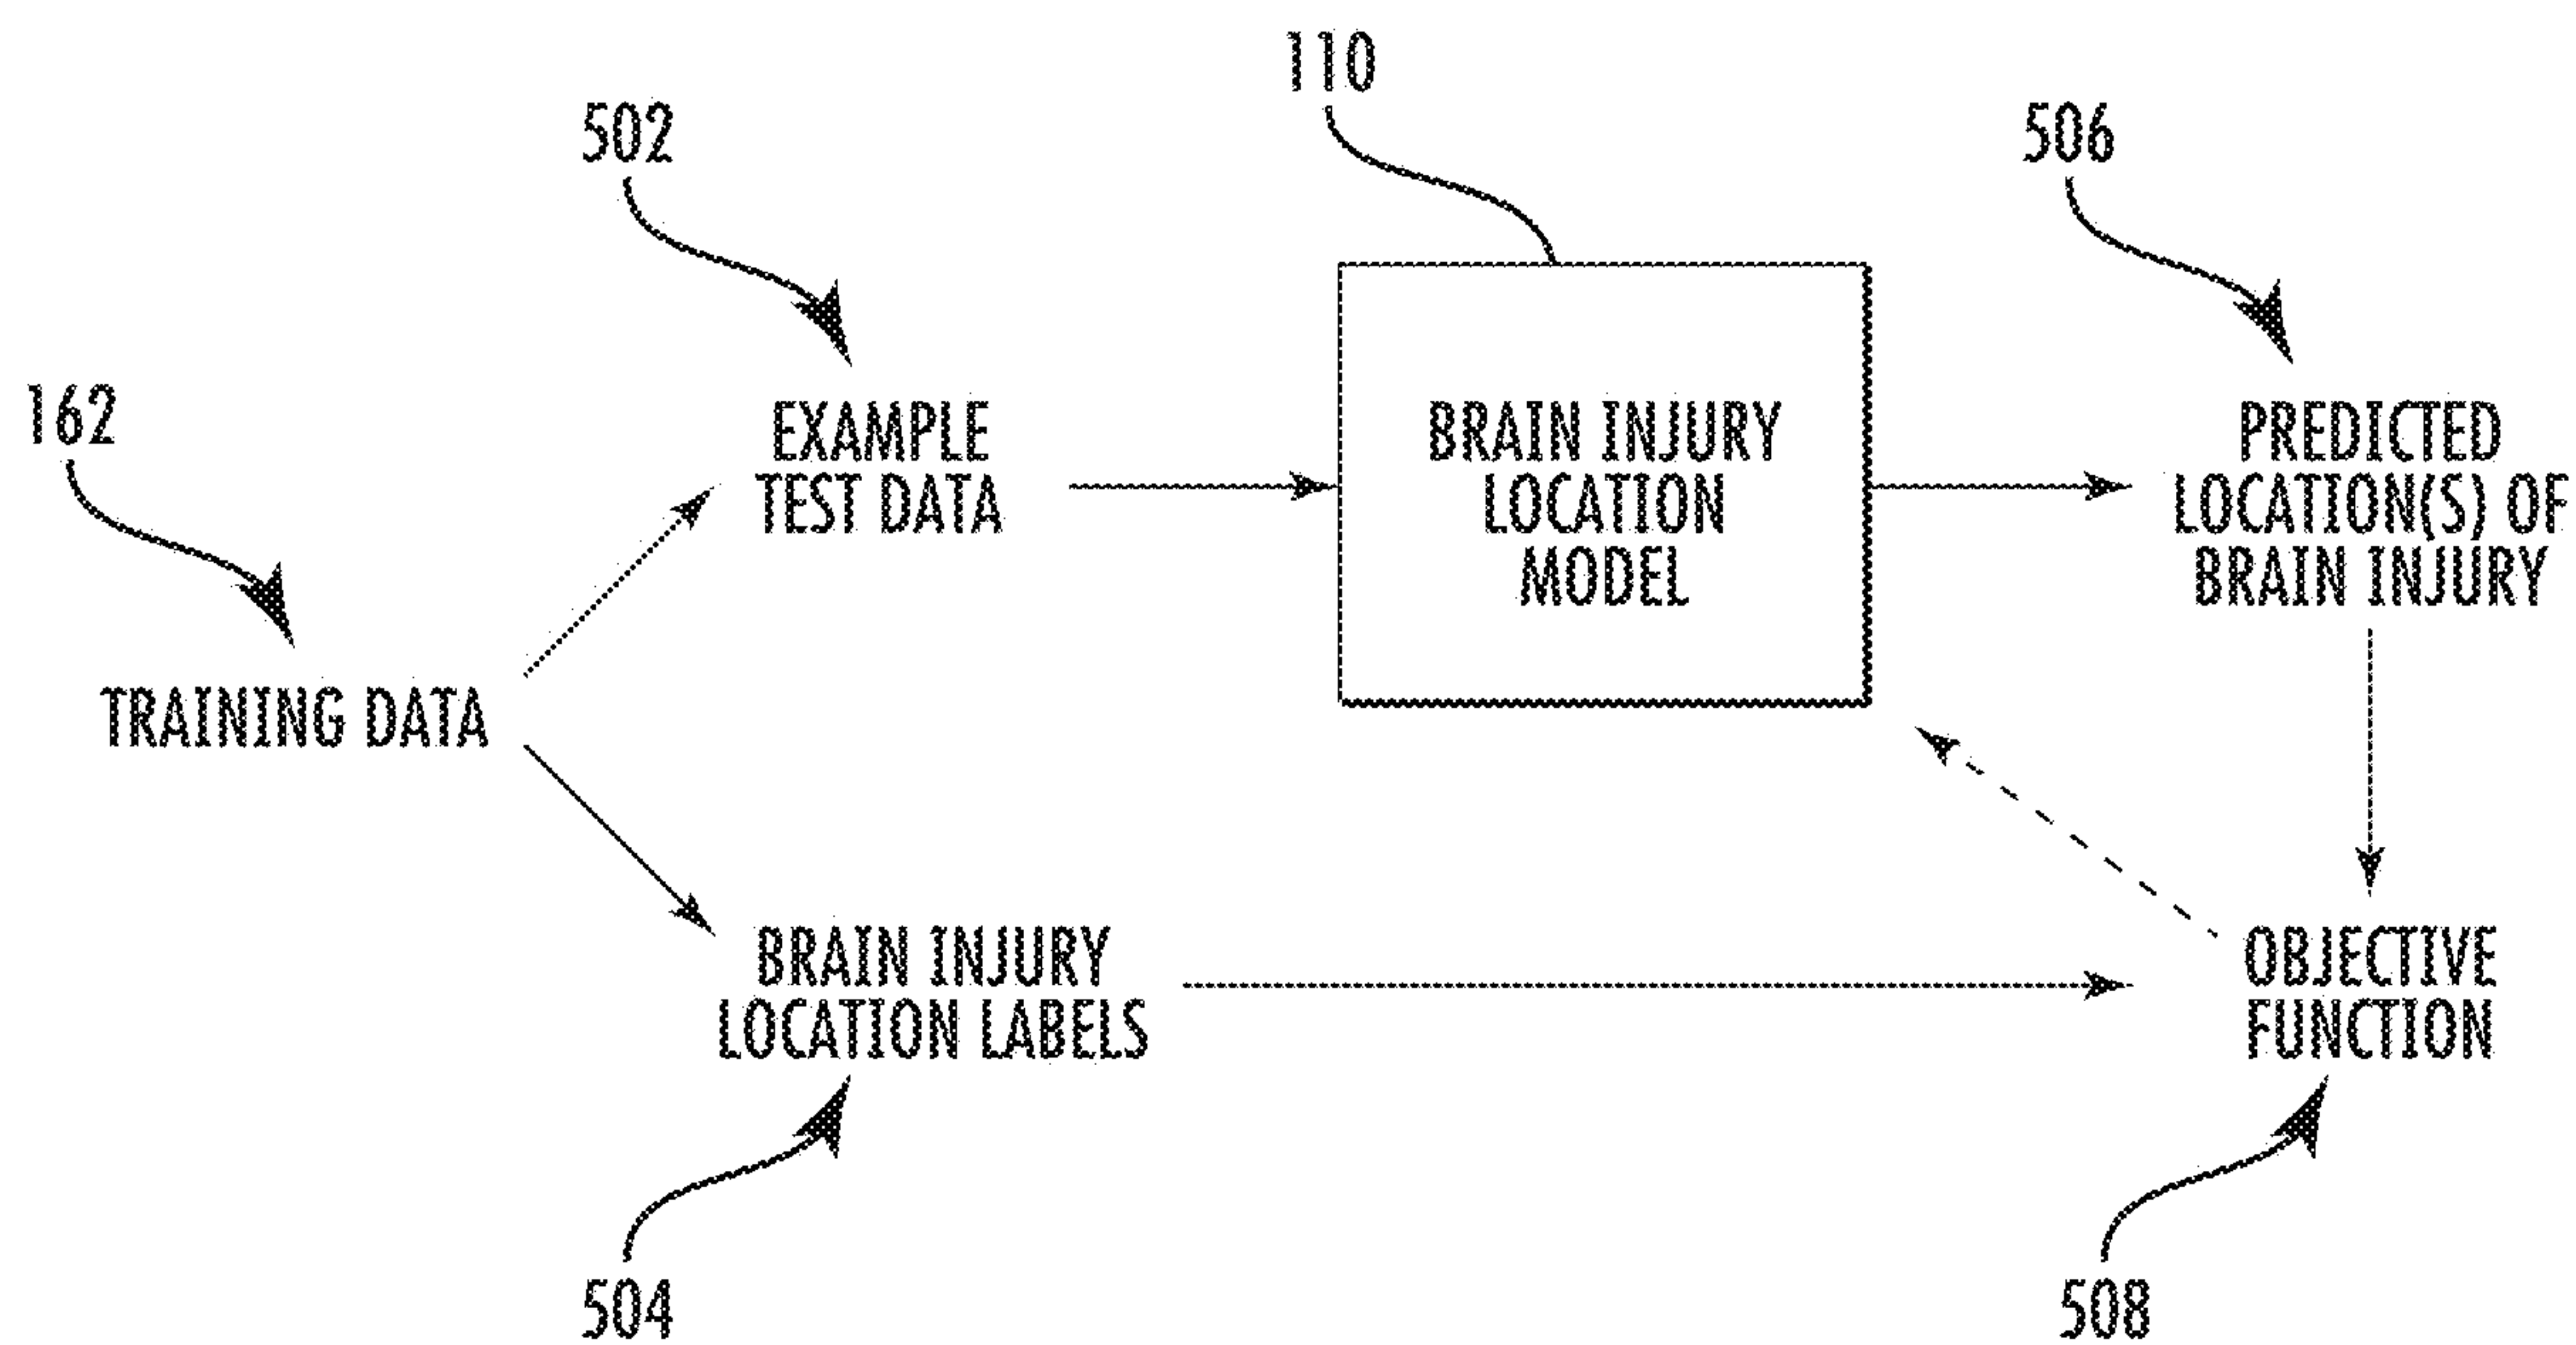 110
502
506
162
EXAMPLE
TEST DATA
BRAIN INJURY
LOCATION
MODEL
PREDICTED
LOCATION(S) OF
BRAIN INJURY
TRAINING DATA
BRAIN INJURY
LOCATION LABELS
OBJECTIVE
FUNCTION
504
508